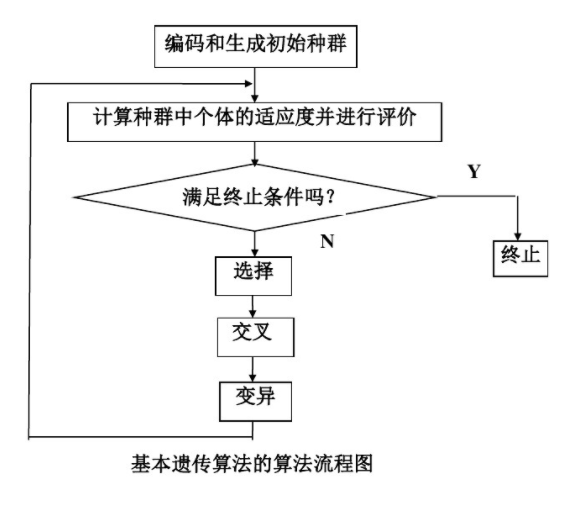 编码和生成初始种群
计算种群中个体的适应度并进行评价
满足终止条件吗？
Y
N
终止
选择
交叉
变异
基本遗传算法的算法流程图